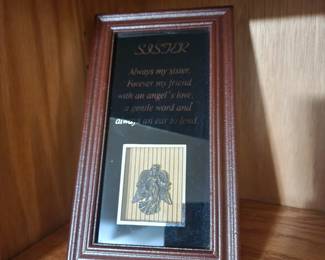 SISTER
Always my sister.
Forever my friend
with an angel's love,
a gentle word and
always an ear to lend.